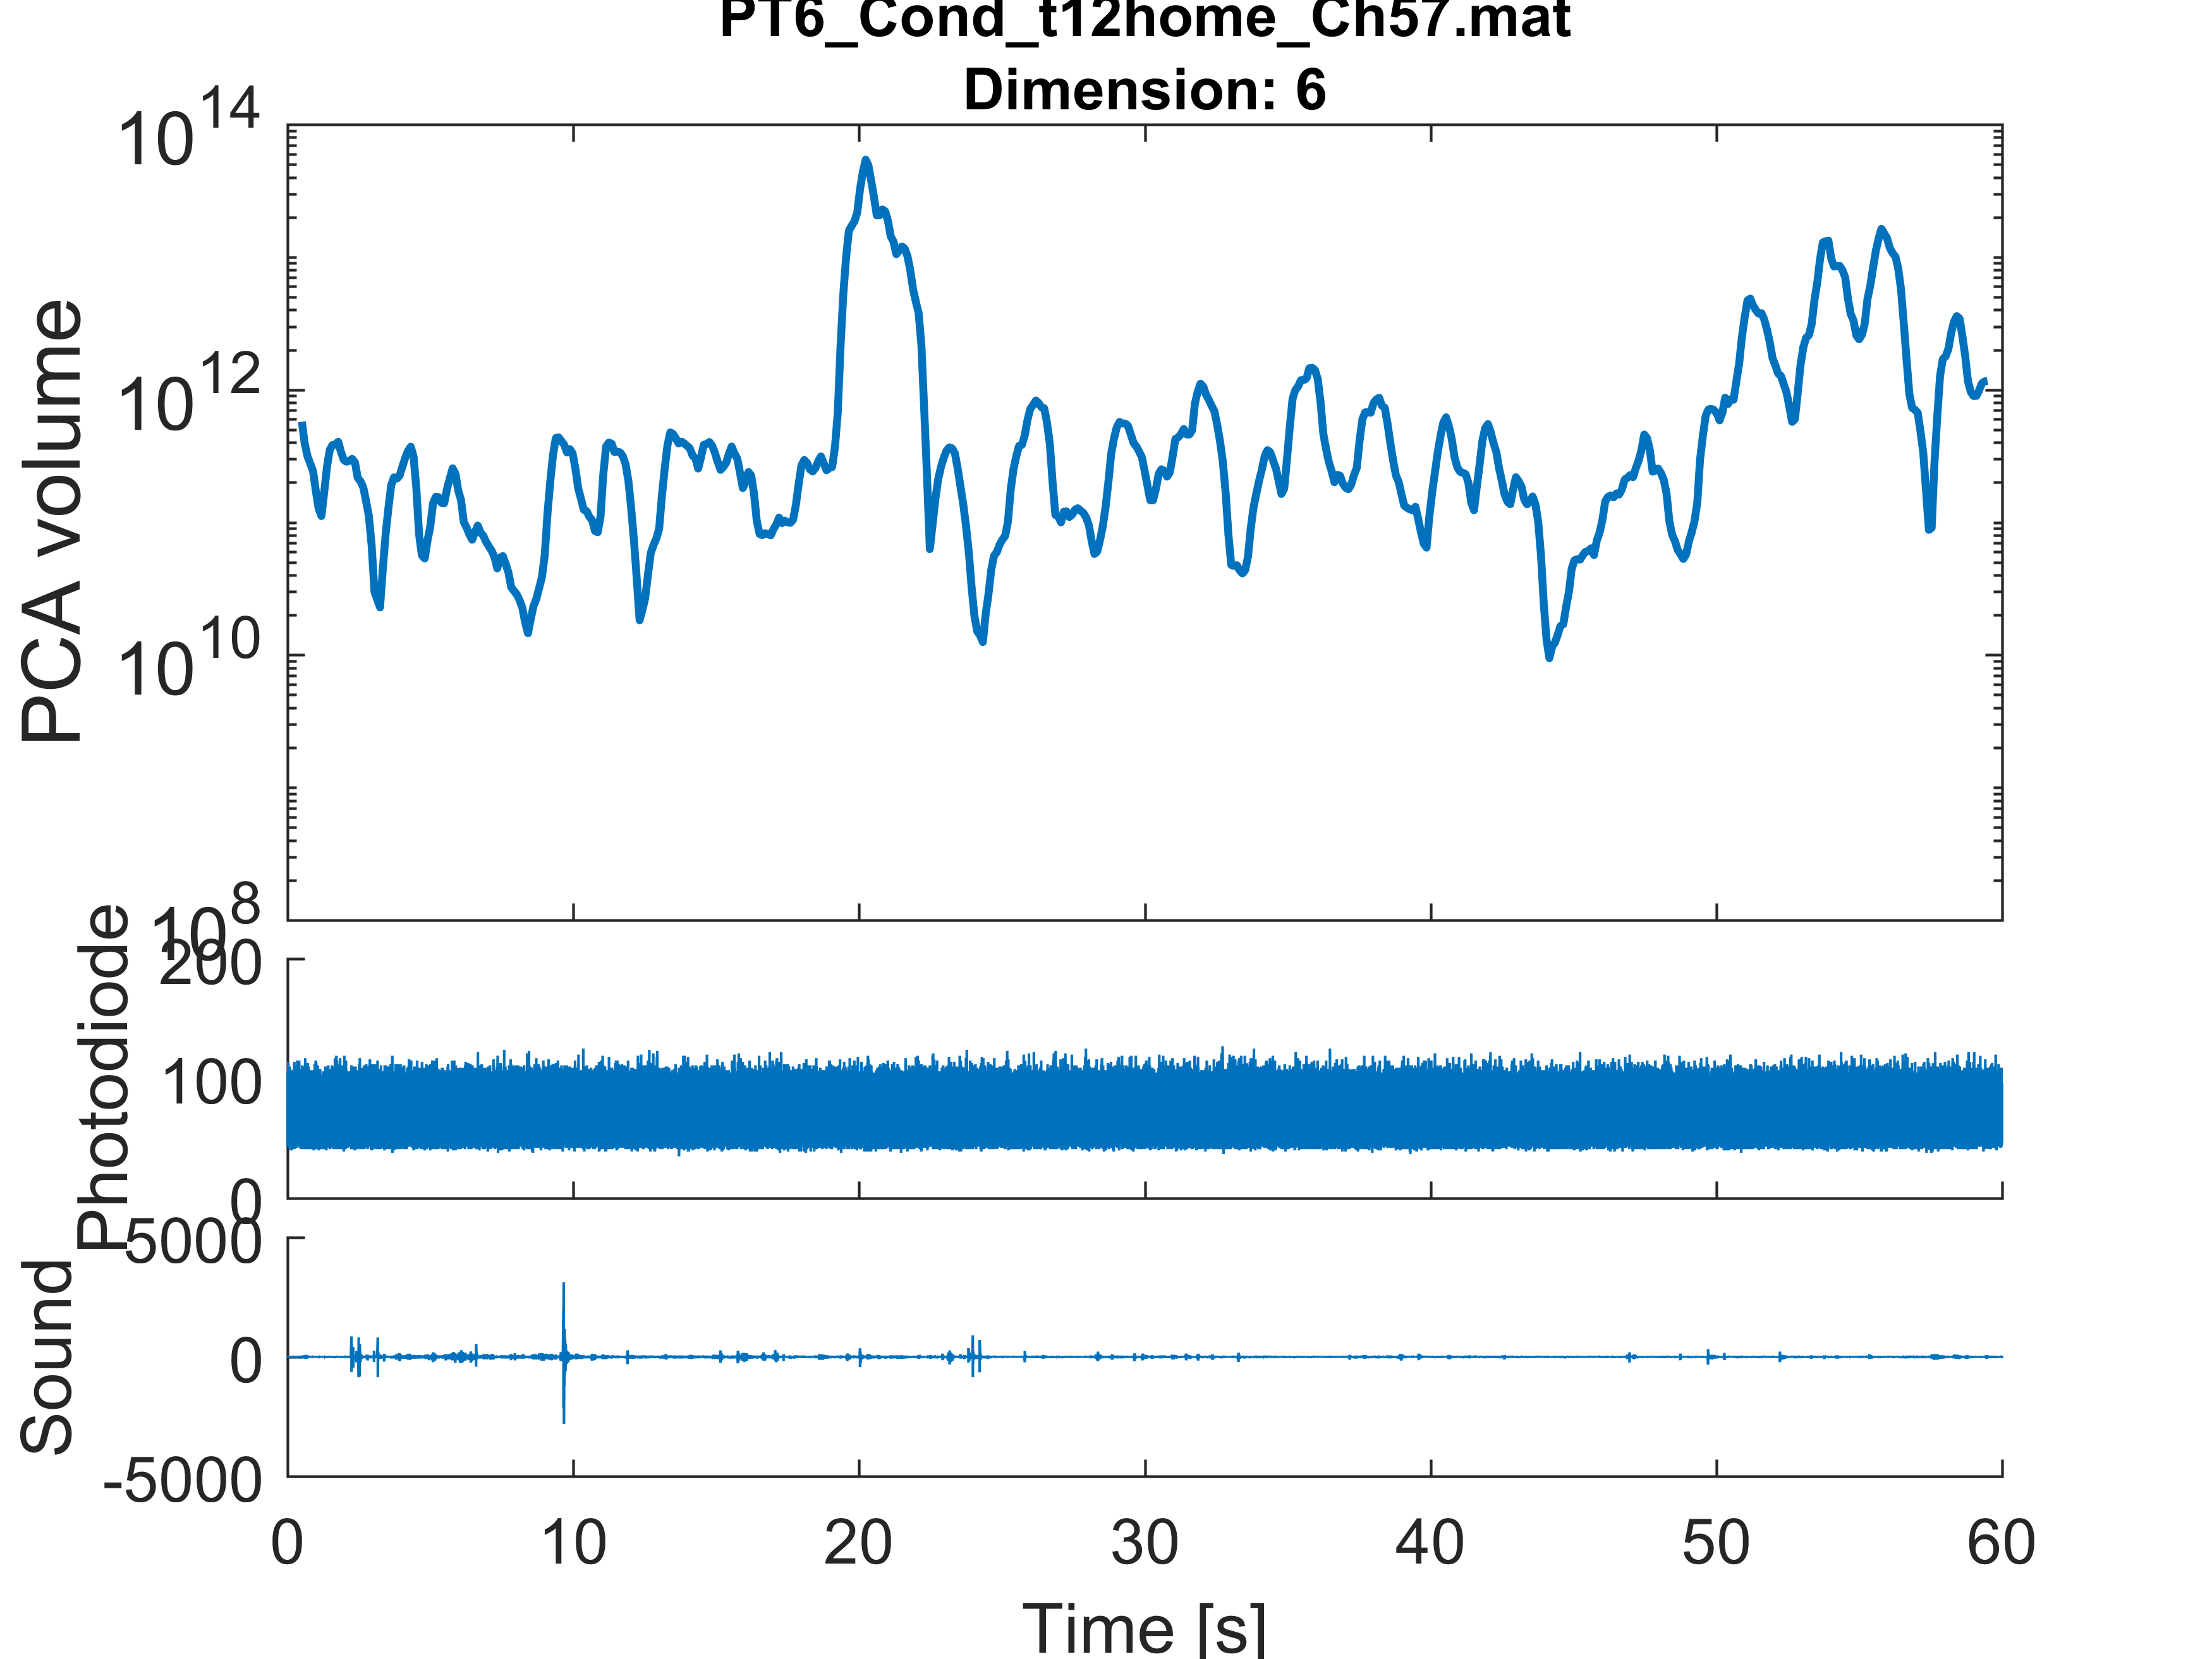 PT6_Cond_t12home_Ch57.mat
Dimension: 6
PCA volume
10^14
10^12
10^10
10^8
Photodiode
200
100
0
Sound
5000
0
-5000
0 10 20 30 40 50 60
Time [s]